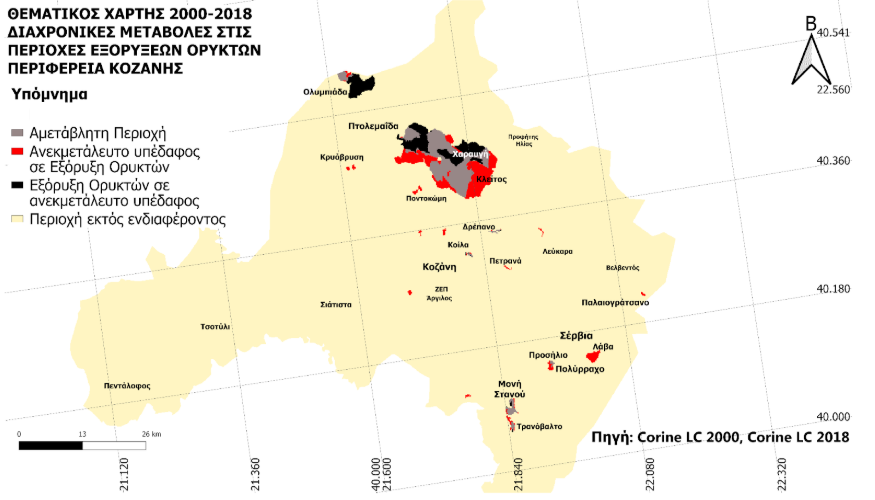 ΘΕΜΑΤΙΚΟΣ ΧΑΡΤΗΣ 2000-2018
ΔΙΑΧΡΟΝΙΚΕΣ ΜΕΤΑΒΟΛΕΣ ΣΤΙΣ
ΠΕΡΙΟΧΕΣ ΕΞΟΡΥΞΕΩΝ ΟΡΥΚΤΩΝ
ΠΕΡΙΦΕΡΕΙΑ ΚΟΖΑΝΗΣ
Υπόμνημα
Αμετάβλητη Περιοχή
Ανεκμετάλευτο υπέδαφος
σε Εξόρυξη Ορυκτών
Εξόρυξη Ορυκτών σε
ανεκμετάλευτο υπέδαφος
Περιοχή εκτός ενδιαφέροντος
Β
40.541
22.560
40.360
40.180
40.000
Ολυμπιάδα
Πτολεμαΐδα
Προφήτης
Ηλίας
Κρυόβρυση
Χαραυγή
Κλείτος
Ποντοκώμη
Δρέπανο
Κοίλα
Λεύκαρα
Πετρανά
Κοζάνη
Βελβεντός
ΖΕΠ
Άργιλος
Σιάτιστα
Παλαιογράτσανο
Τσοτύλι
Σέρβια
Λάβα
Προσήλιο
Πολύρραχο
Πεντάλοφος
Μονή
Στανού
Τρανόβαλτο
0 13 26 km
Πηγή: Corine LC 2000, Corine LC 2018
21.120
21.360
40.000
21.600
21.840
22.080
22.320